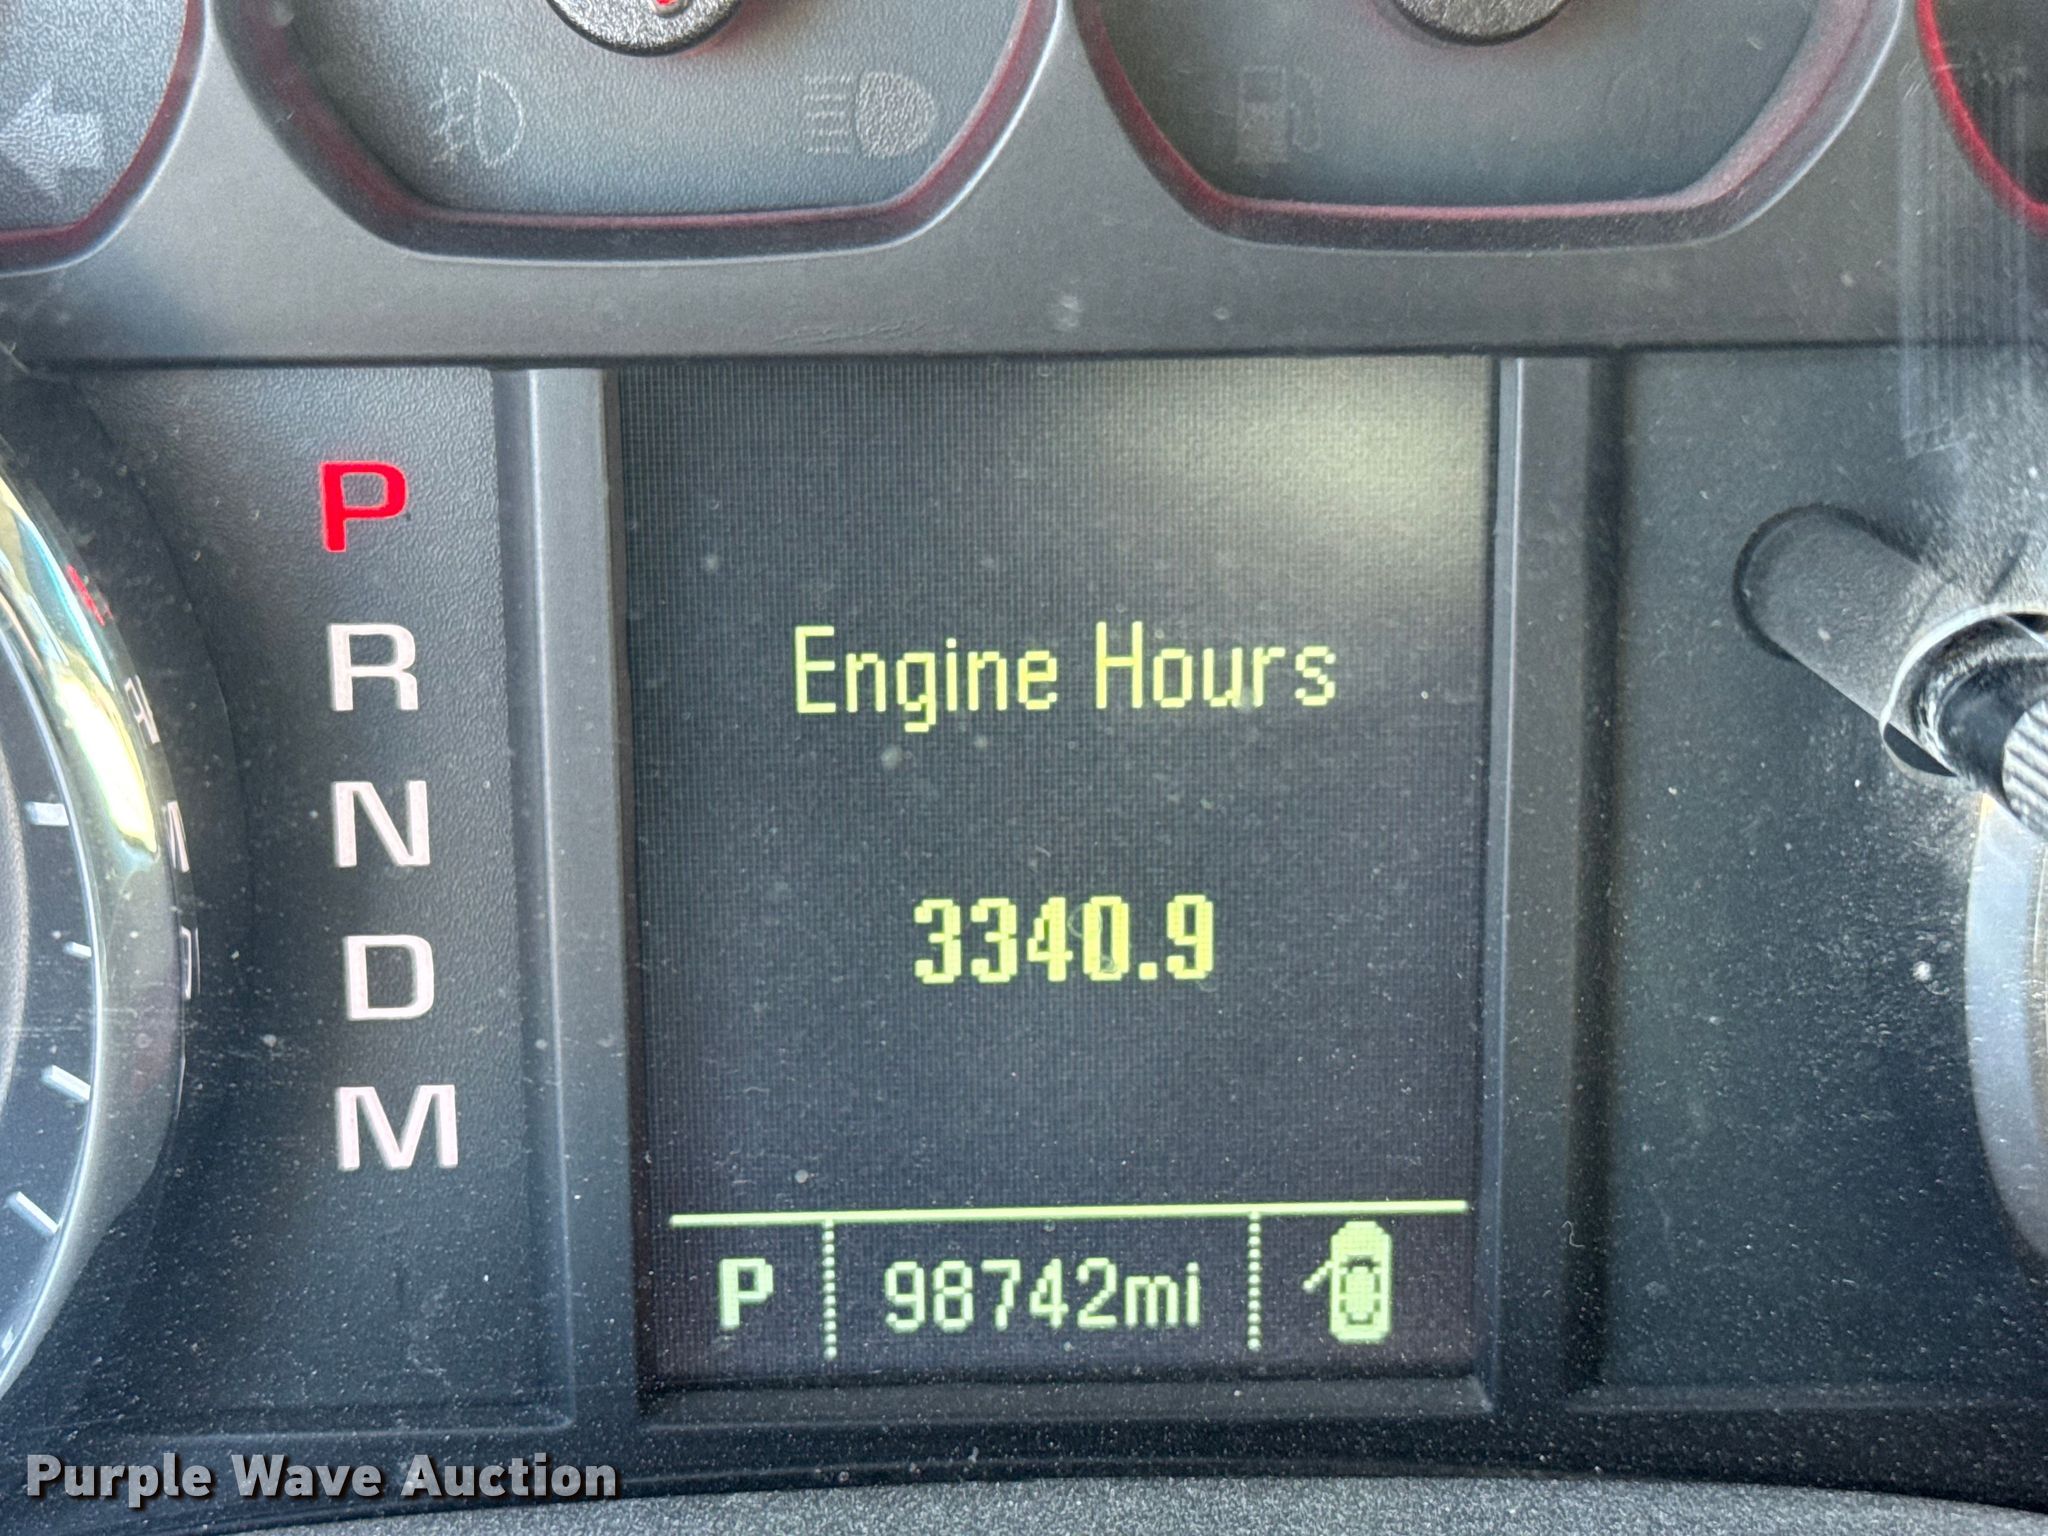 P
R
N
D
M
Engine Hours
3340.9
P 98742mi
Purple Wave Auction